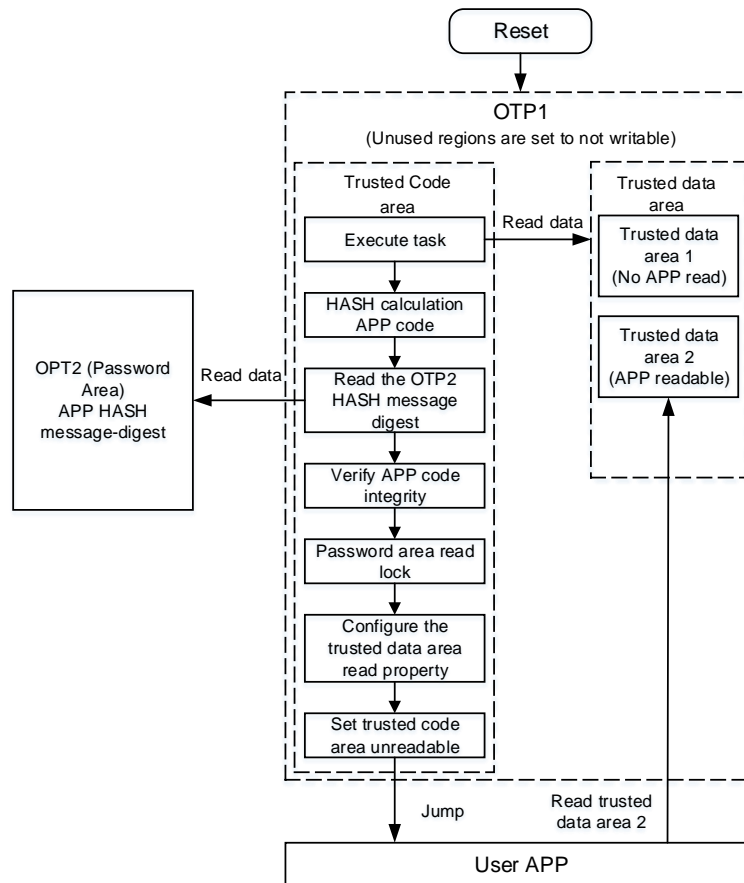 Reset
OTP1
(Unused regions are set to not writable)
Trusted Code
area
Execute task
Read data
Trusted data
area
Trusted data
area 1
(No APP read)
HASH calculation
APP code
Trusted data
area 2
(APP readable)
OPT2 (Password
Area)
APP HASH
message-digest
Read data
Read the OTP2
HASH message
digest
Verify APP code
integrity
Password area read
lock
Configure the
trusted data area
read property
Set trusted code
area unreadable
Jump
Read trusted
data area 2
User APP